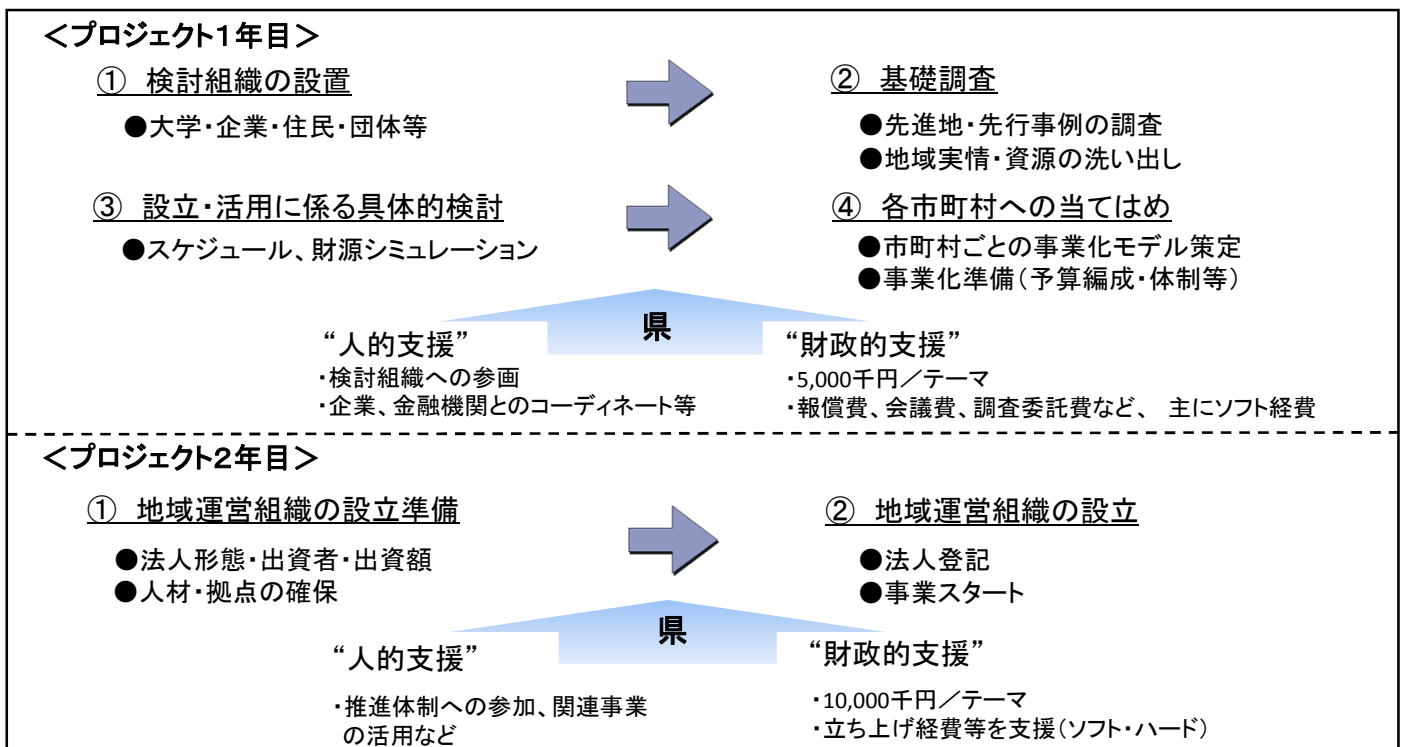 ＜プロジェクト1年目＞
① 検討組織の設置
●大学・企業・住民・団体等
② 基礎調査
●先進地・先行事例の調査
●地域実情・資源の洗い出し
③ 設立・活用に係る具体的検討
●スケジュール、財源シミュレーション
④ 各市町村への当てはめ
●市町村ごとの事業化モデル策定
●事業化準備（予算編成・体制等）
県
“人的支援”
・検討組織への参画
・企業、金融機関とのコーディネート等
“財政的支援”
・5,000千円／テーマ
・報償費、会議費、調査委託費など、 主にソフト経費
＜プロジェクト2年目＞
① 地域運営組織の設立準備
●法人形態・出資者・出資額
●人材・拠点の確保
② 地域運営組織の設立
●法人登記
●事業スタート
県
“人的支援”
・推進体制への参加、関連事業
の活用など
“財政的支援”
・10,000千円／テーマ
・立ち上げ経費等を支援（ソフト・ハード）